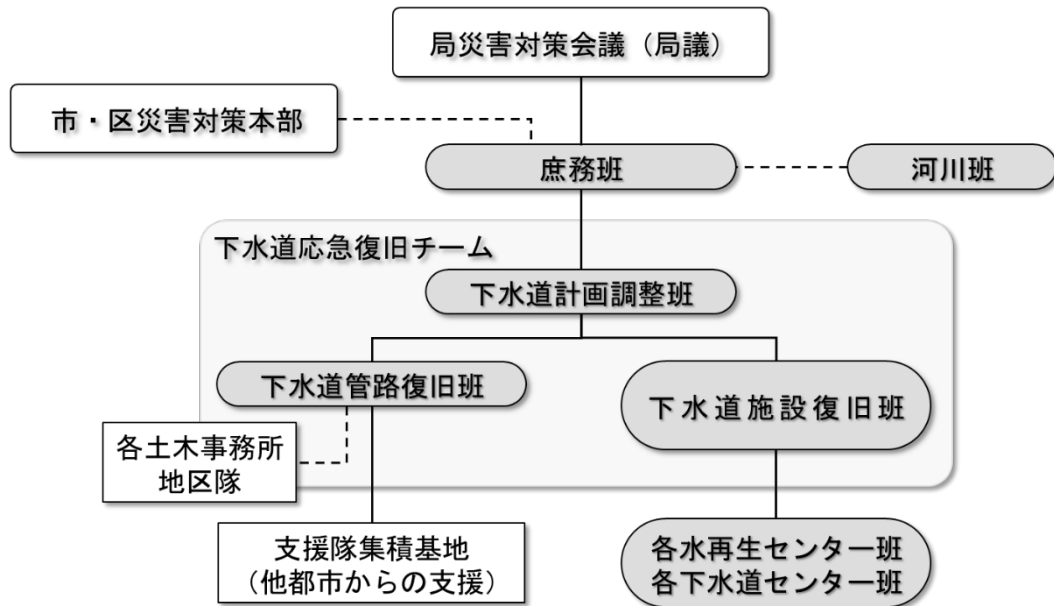 局災害対策会議（局議）
市・区災害対策本部
庶務班
河川班
下水道応急復旧チーム
下水道計画調整班
下水道管路復旧班
下水道施設復旧班
各土木事務所
地区隊
支援隊集積基地
（他都市からの支援）
各水再生センター班
各下水道センター班